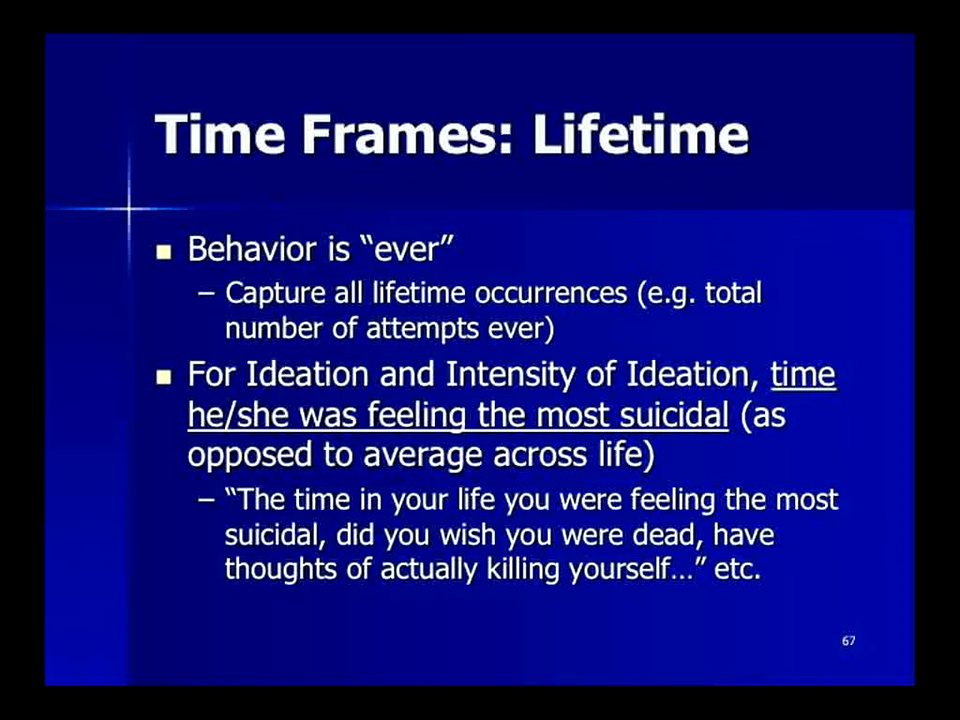 Time Frames: Lifetime
Behavior is “ever”
– Capture all lifetime occurrences (e.g. total
number of attempts ever)
For Ideation and Intensity of Ideation, time
he/she was feeling the most suicidal (as
opposed to average across life)
– “The time in your life you were feeling the most
suicidal, did you wish you were dead, have
thoughts of actually killing yourself…” etc.
67